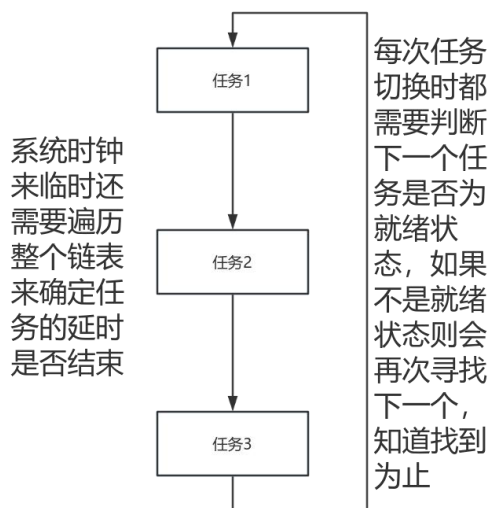 任务1
系统时钟
来临时还
需要遍历
整个链表
来确定任
务的延时
是否结束
任务2
任务3
每次任务
切换时都
需要判断
下一个任
务是否为
就绪状
态，如果
不是就绪
状态则会
再次寻找
下一个，
知道找到
为止